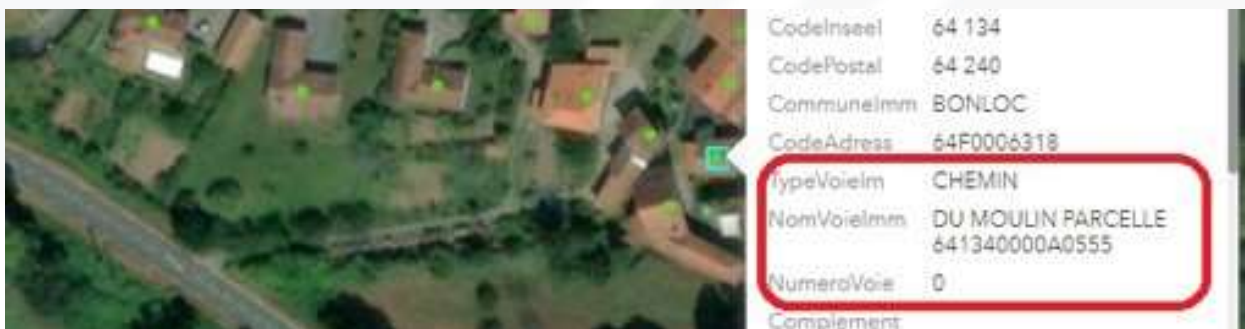 CodeInseeI 64 134
CodePostal 64 240
CommuneImm BONLOC
CodeAdress 64F0006318
TypeVoieIm CHEMIN
NomVoieImm DU MOULIN PARCELLE
641340000A0555
NumeroVoie 0
Complement